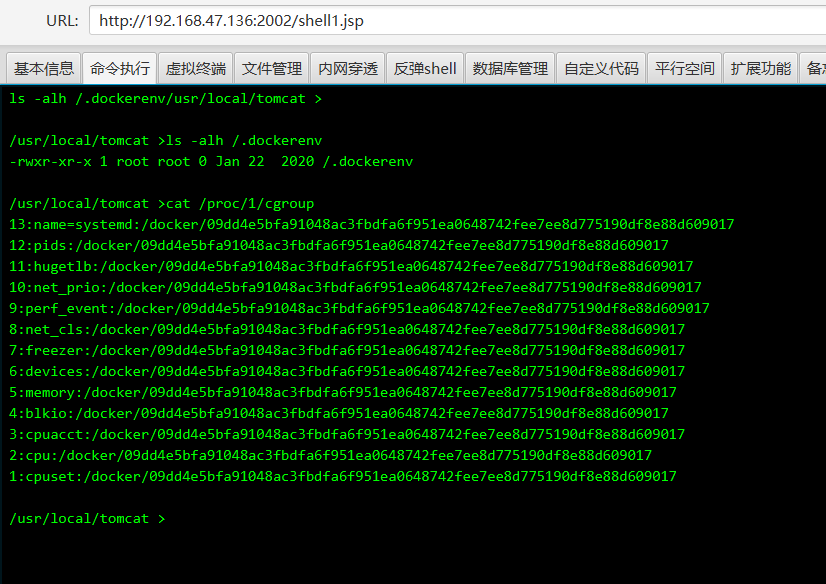 URL: http://192.168.47.136:2002/shell1.jsp
基本信息 命令执行 虚拟终端 文件管理 内网穿透 反弹shell 数据库管理 自定义代码 平行空间 扩展功能 备
ls -alh /.dockerenv/usr/local/tomcat >
/usr/local/tomcat >ls -alh /.dockerenv
-rwxr-xr-x 1 root root 0 Jan 22  2020 /.dockerenv
/usr/local/tomcat >cat /proc/1/cgroup
13:name=systemd:/docker/09dd4e5bfa91048ac3fbdfa6f951ea0648742fee7ee8d775190df8e88d609017
12:pids:/docker/09dd4e5bfa91048ac3fbdfa6f951ea0648742fee7ee8d775190df8e88d609017
11:hugetlb:/docker/09dd4e5bfa91048ac3fbdfa6f951ea0648742fee7ee8d775190df8e88d609017
10:net_prio:/docker/09dd4e5bfa91048ac3fbdfa6f951ea0648742fee7ee8d775190df8e88d609017
9:perf_event:/docker/09dd4e5bfa91048ac3fbdfa6f951ea0648742fee7ee8d775190df8e88d609017
8:net_cls:/docker/09dd4e5bfa91048ac3fbdfa6f951ea0648742fee7ee8d775190df8e88d609017
7:freezer:/docker/09dd4e5bfa91048ac3fbdfa6f951ea0648742fee7ee8d775190df8e88d609017
6:devices:/docker/09dd4e5bfa91048ac3fbdfa6f951ea0648742fee7ee8d775190df8e88d609017
5:memory:/docker/09dd4e5bfa91048ac3fbdfa6f951ea0648742fee7ee8d775190df8e88d609017
4:blkio:/docker/09dd4e5bfa91048ac3fbdfa6f951ea0648742fee7ee8d775190df8e88d609017
3:cpuacct:/docker/09dd4e5bfa91048ac3fbdfa6f951ea0648742fee7ee8d775190df8e88d609017
2:cpu:/docker/09dd4e5bfa91048ac3fbdfa6f951ea0648742fee7ee8d775190df8e88d609017
1:cpuset:/docker/09dd4e5bfa91048ac3fbdfa6f951ea0648742fee7ee8d775190df8e88d609017
/usr/local/tomcat >